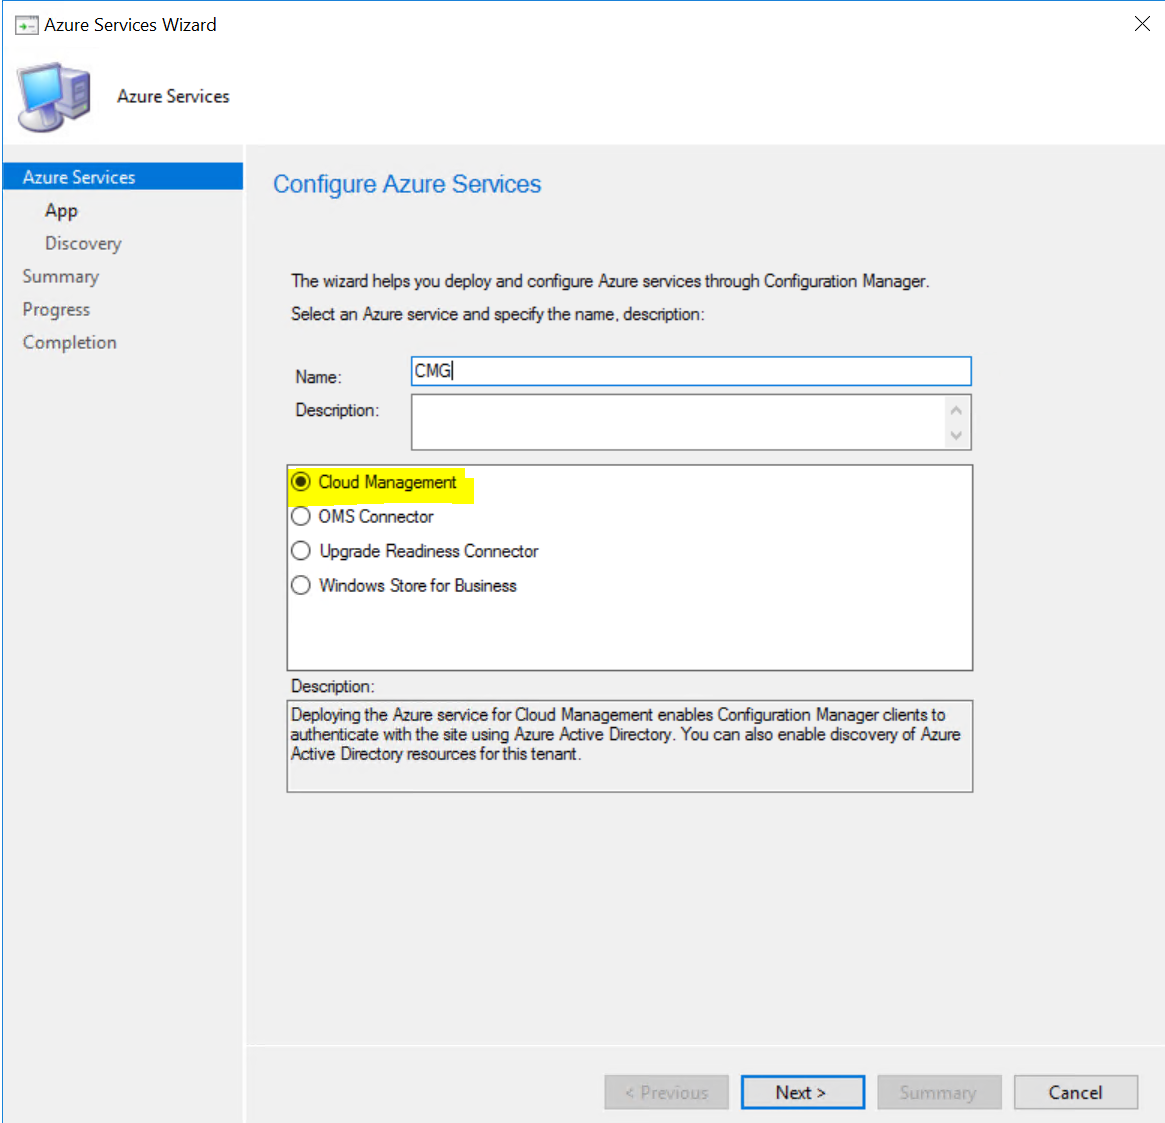 Azure Services Wizard
Azure Services
Azure Services
App
Discovery
Summary
Progress
Completion
Configure Azure Services
The wizard helps you deploy and configure Azure services through Configuration Manager.
Select an Azure service and specify the name, description:
Name:
CMG
Description:
Cloud Management
OMS Connector
Upgrade Readiness Connector
Windows Store for Business
Description:
Deploying the Azure service for Cloud Management enables Configuration Manager clients to
authenticate with the site using Azure Active Directory. You can also enable discovery of Azure
Active Directory resources for this tenant.
< Previous
Next >
Summary
Cancel